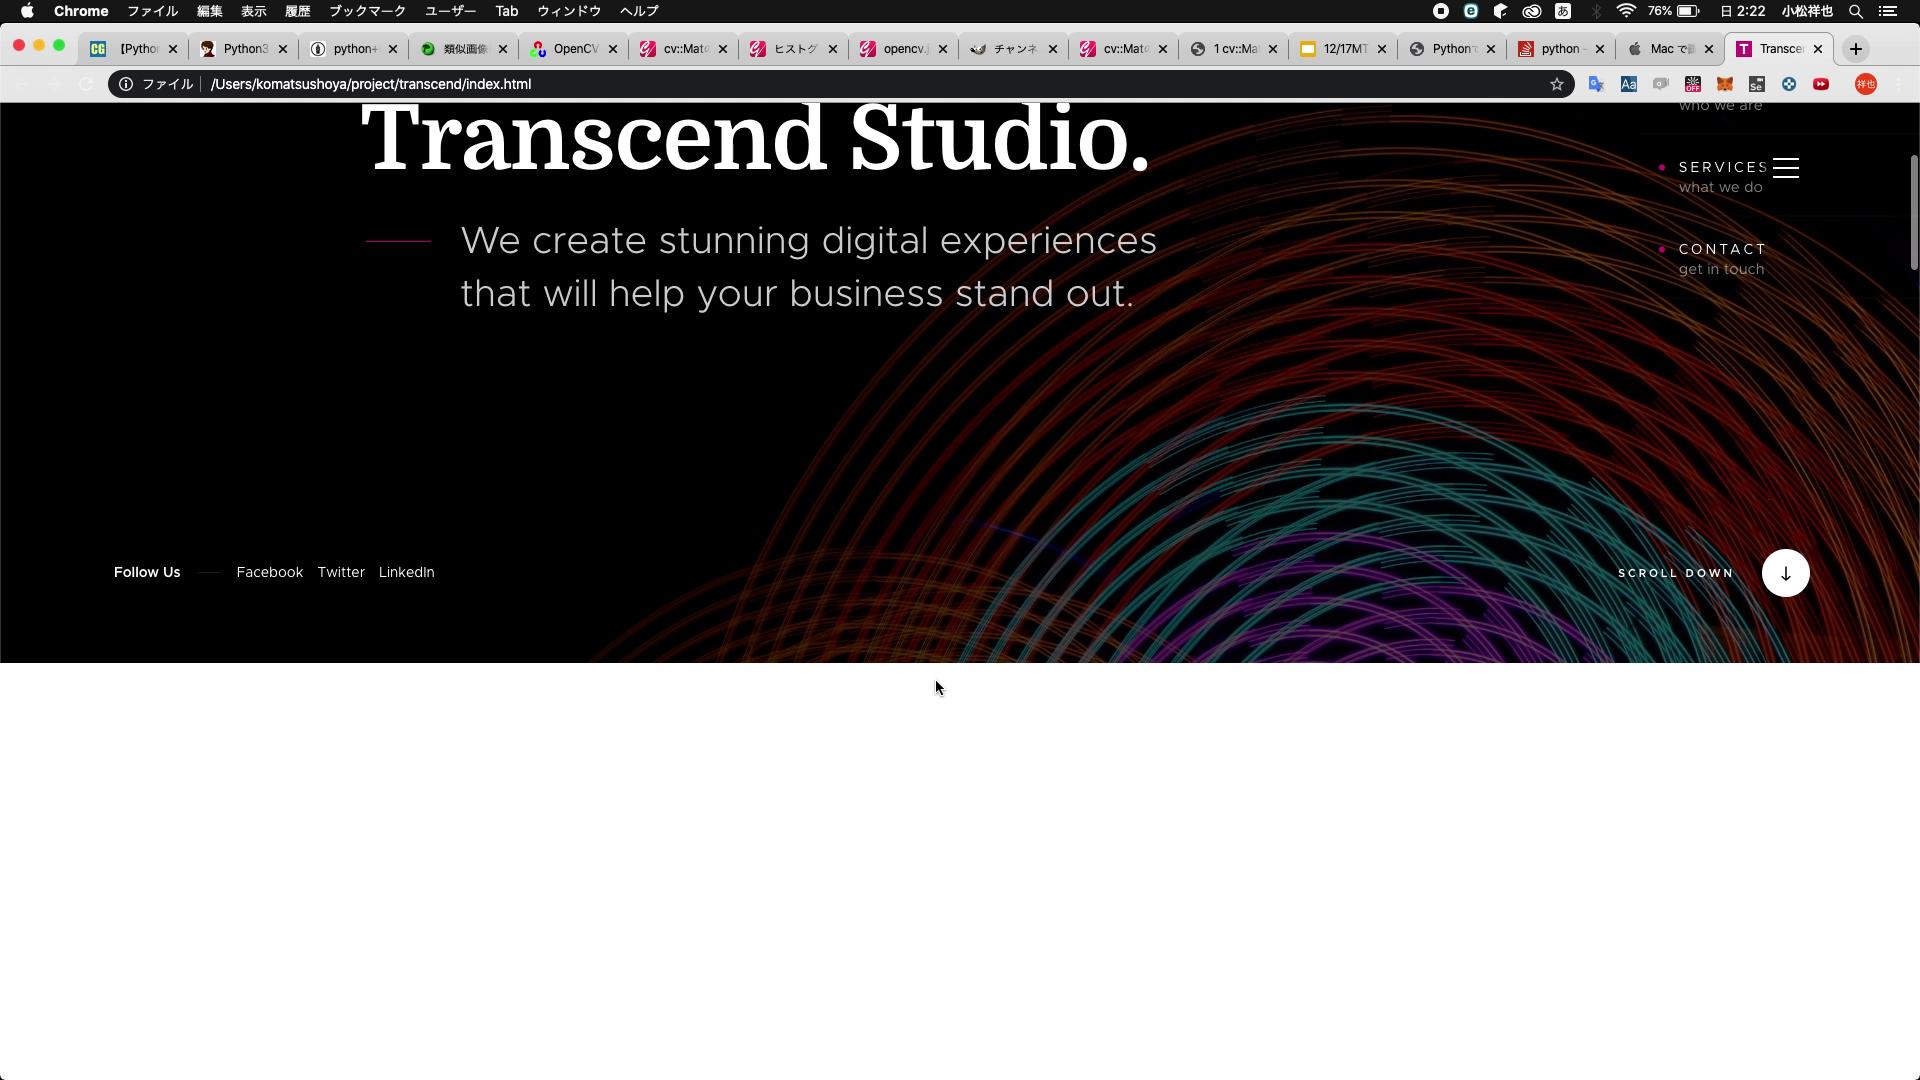 Chrome ファイル 編集 表示 履歴 ブックマーク ユーザー Tab ウィンドウ ヘルプ 76% 日 2:22 小松祥也
【Python Python3 python+ 類似画像 OpenCV cv::Mat ヒストグ opencv. チャンネ cv::Mat 1 cv::Ma 12/17MT Python python - Mac で Transcen
ファイル /Users/komatsushoya/project/transcend/index.html 祥也
who we are
Transcend Studio.
SERVICES
what we do
We create stunning digital experiences
that will help your business stand out.
CONTACT
get in touch
Follow Us Facebook Twitter LinkedIn
SCROLL DOWN